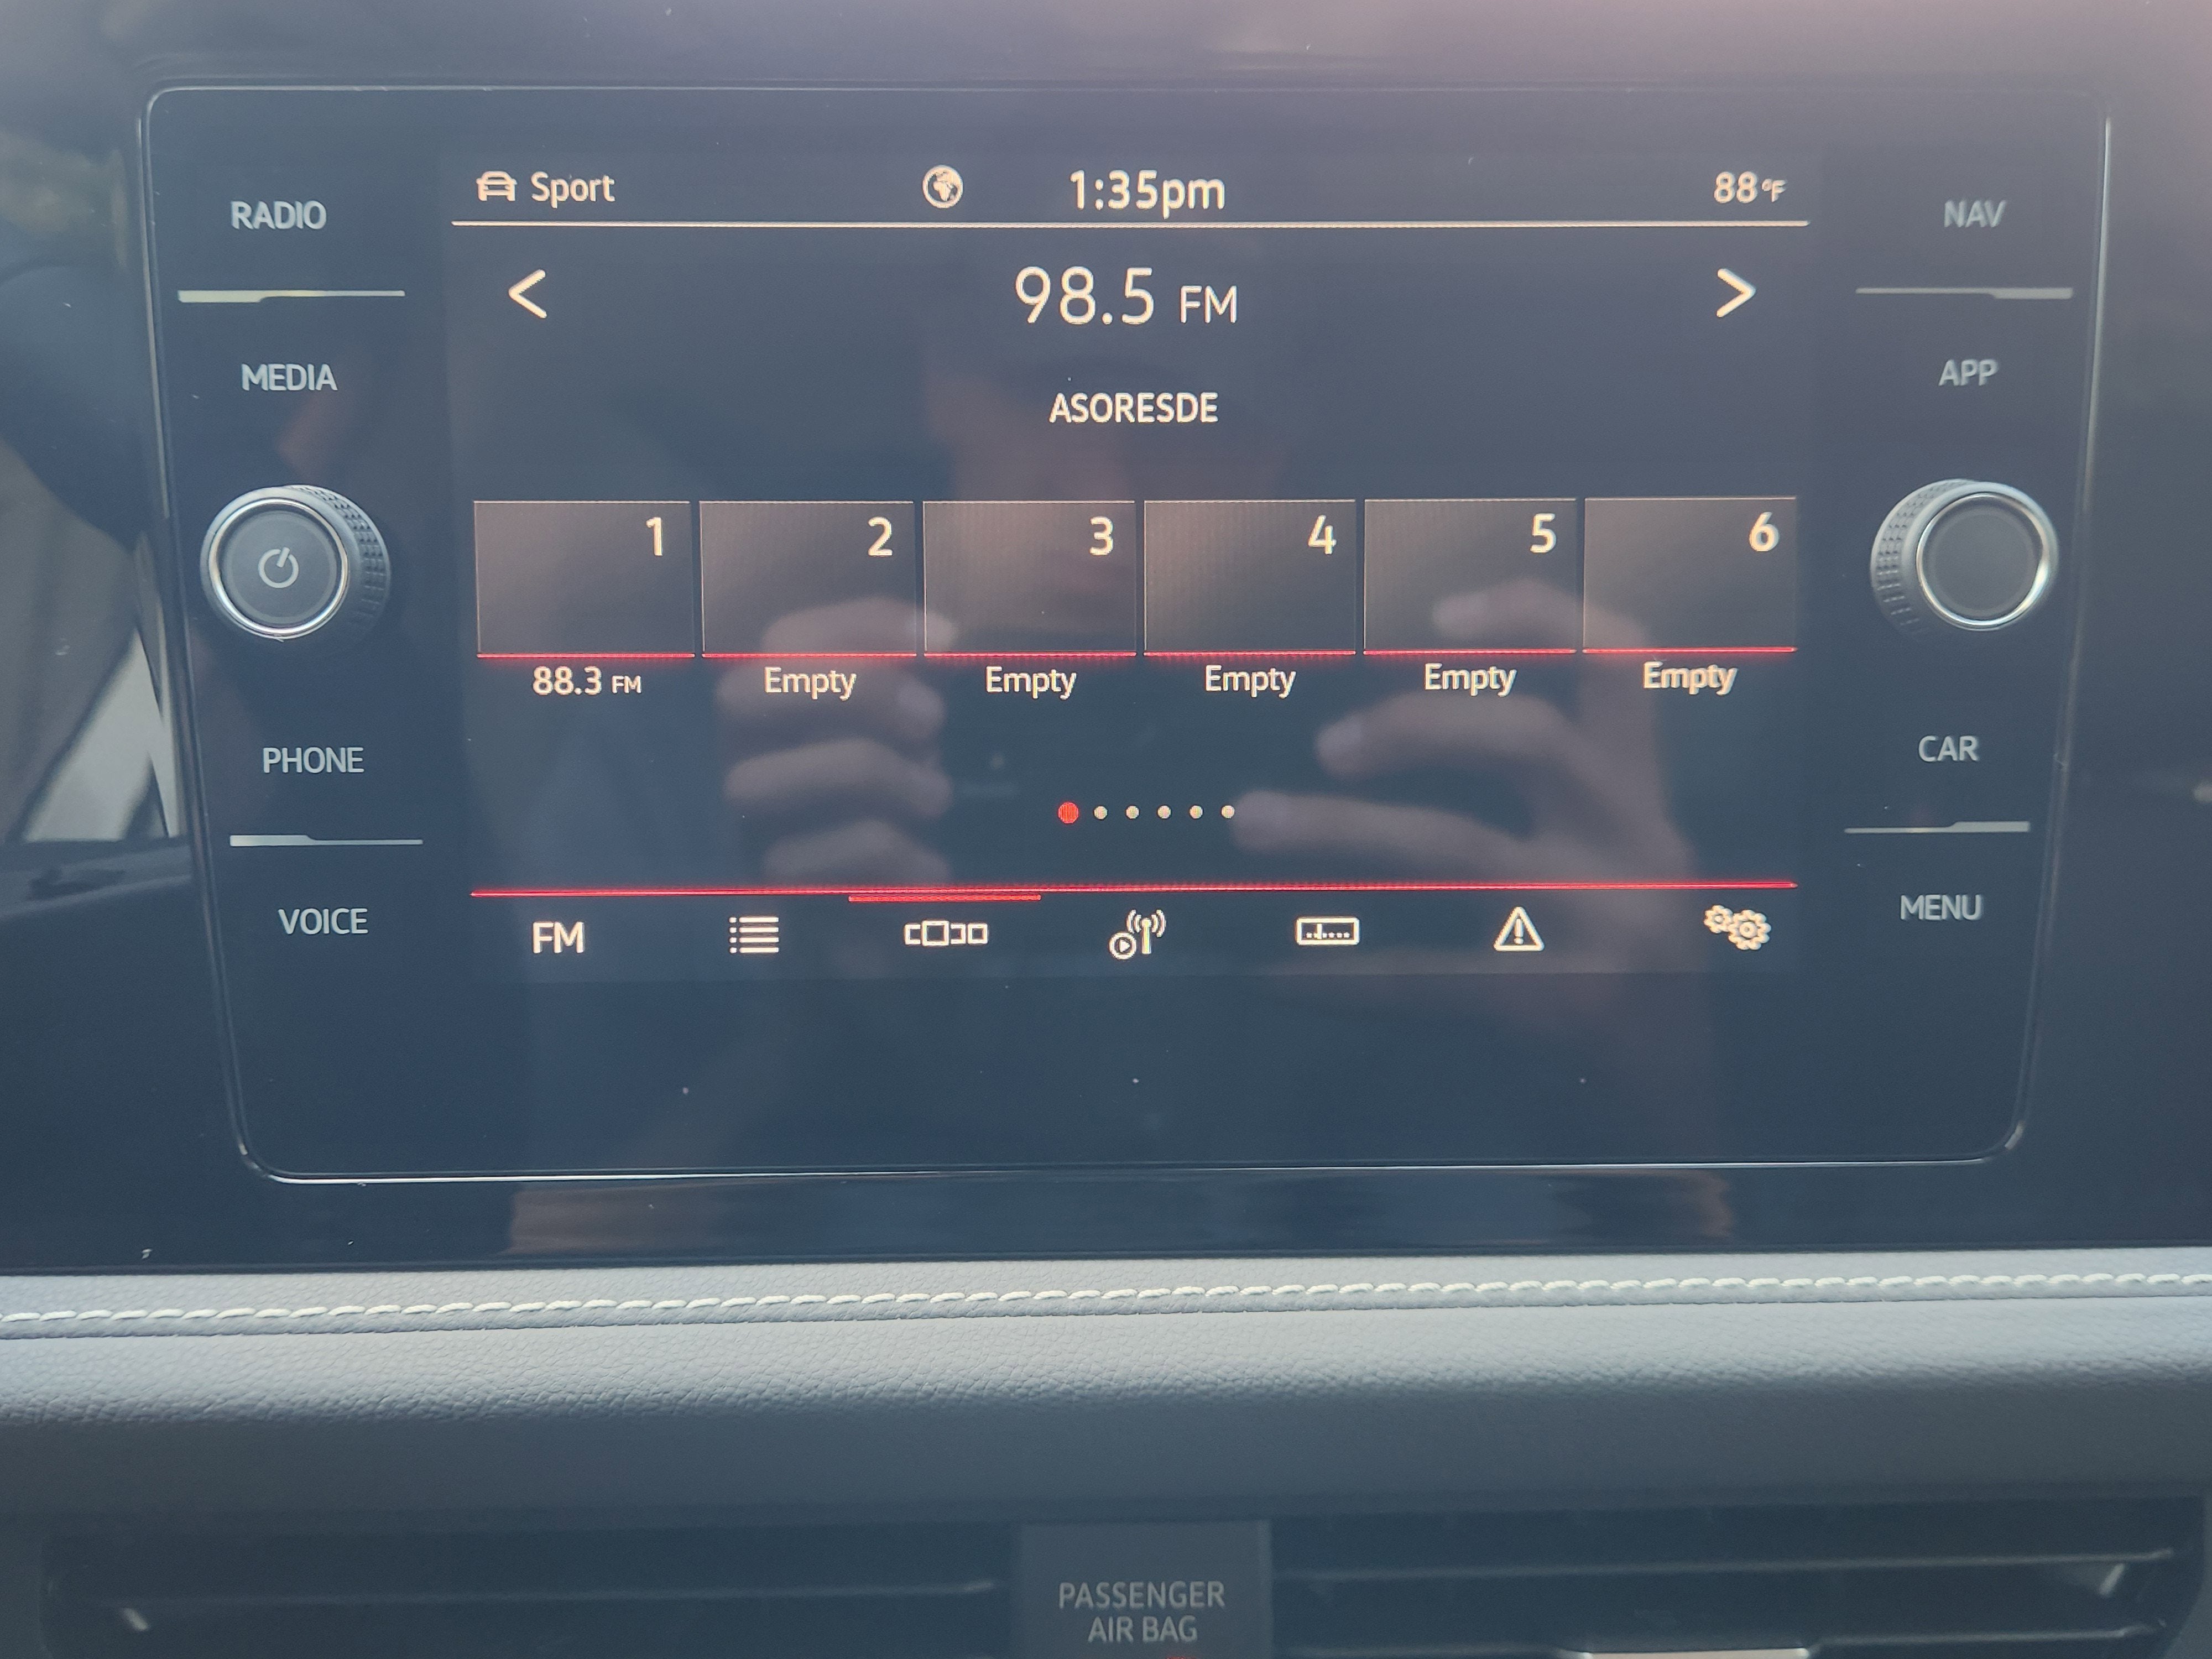 Sport 1:35pm 88°F
RADIO
NAV
< 98.5 FM >
MEDIA
APP
ASORESDE
1 2 3 4 5 6
88.3 FM Empty Empty Empty Empty Empty
PHONE
CAR
VOICE
MENU
FM
PASSENGER
AIR BAG